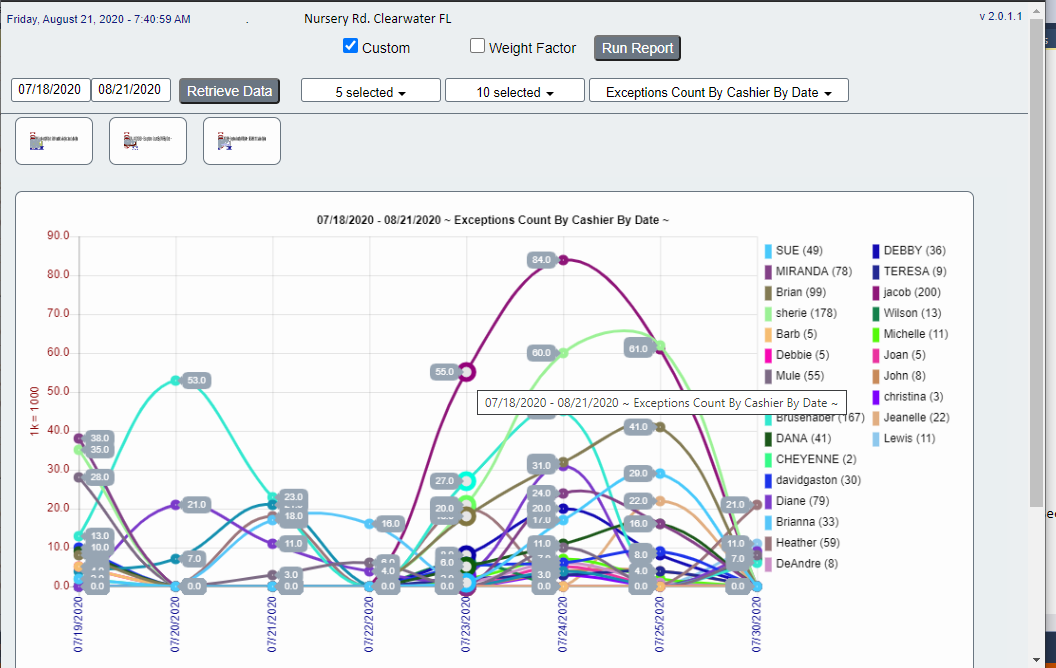 Friday, August 21, 2020 - 7:40:59 AM . Nursery Rd. Clearwater FL v 2.0.1.1
Custom Weight Factor Run Report
07/18/2020 08/21/2020 Retrieve Data 5 selected 10 selected Exceptions Count By Cashier By Date
07/18/2020 - 08/21/2020 ~ Exceptions Count By Cashier By Date ~
1k = 1000
90.0
80.0
70.0
60.0
50.0
40.0
30.0
20.0
10.0
0.0
38.0
35.0
28.0
13.0
10.0
0.0
53.0
21.0
7.0
0.0
23.0
18.0
11.0
3.0
0.0
16.0
4.0
0.0
55.0
27.0
20.0
6.0
0.0
84.0
60.0
31.0
24.0
20.0
17.0
11.0
3.0
0.0
61.0
41.0
29.0
22.0
16.0
8.0
4.0
0.0
21.0
11.0
7.0
0.0
07/18/2020 - 08/21/2020 ~ Exceptions Count By Cashier By Date ~
07/19/2020
07/20/2020
07/21/2020
07/22/2020
07/23/2020
07/24/2020
07/25/2020
07/30/2020
SUE (49)
MIRANDA (78)
Brian (99)
sherie (178)
Barb (5)
Debbie (5)
Mule (55)
Brusenaber (167)
DANA (41)
CHEYENNE (2)
davidgaston (30)
Diane (79)
Brianna (33)
Heather (59)
DeAndre (8)
DEBBY (36)
TERESA (9)
jacob (200)
Wilson (13)
Michelle (11)
Joan (5)
John (8)
christina (3)
Jeanelle (22)
Lewis (11)